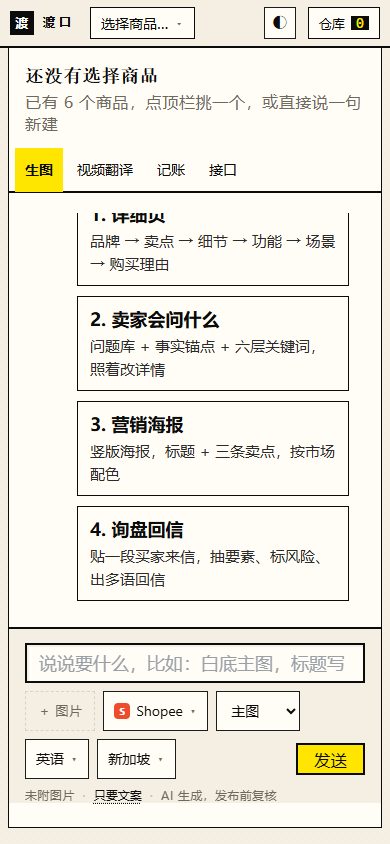 渡 渡口 选择商品... 仓库 0
还没有选择商品
已有 6 个商品，点顶栏挑一个，或直接说一句
新建
生图 视频翻译 记账 接口
1. 详细页
品牌 → 卖点 → 细节 → 功能 → 场景
→ 购买理由
2. 卖家会问什么
问题库 + 事实锚点 + 六层关键词，
照着改详情
3. 营销海报
竖版海报，标题 + 三条卖点，按市场
配色
4. 询盘回信
贴一段买家来信，抽要素、标风险、
出多语回信
说说要什么，比如：白底主图，标题写
+ 图片 S Shopee 主图
英语 新加坡 发送
未附图片 · 只要文案 · AI 生成，发布前复核